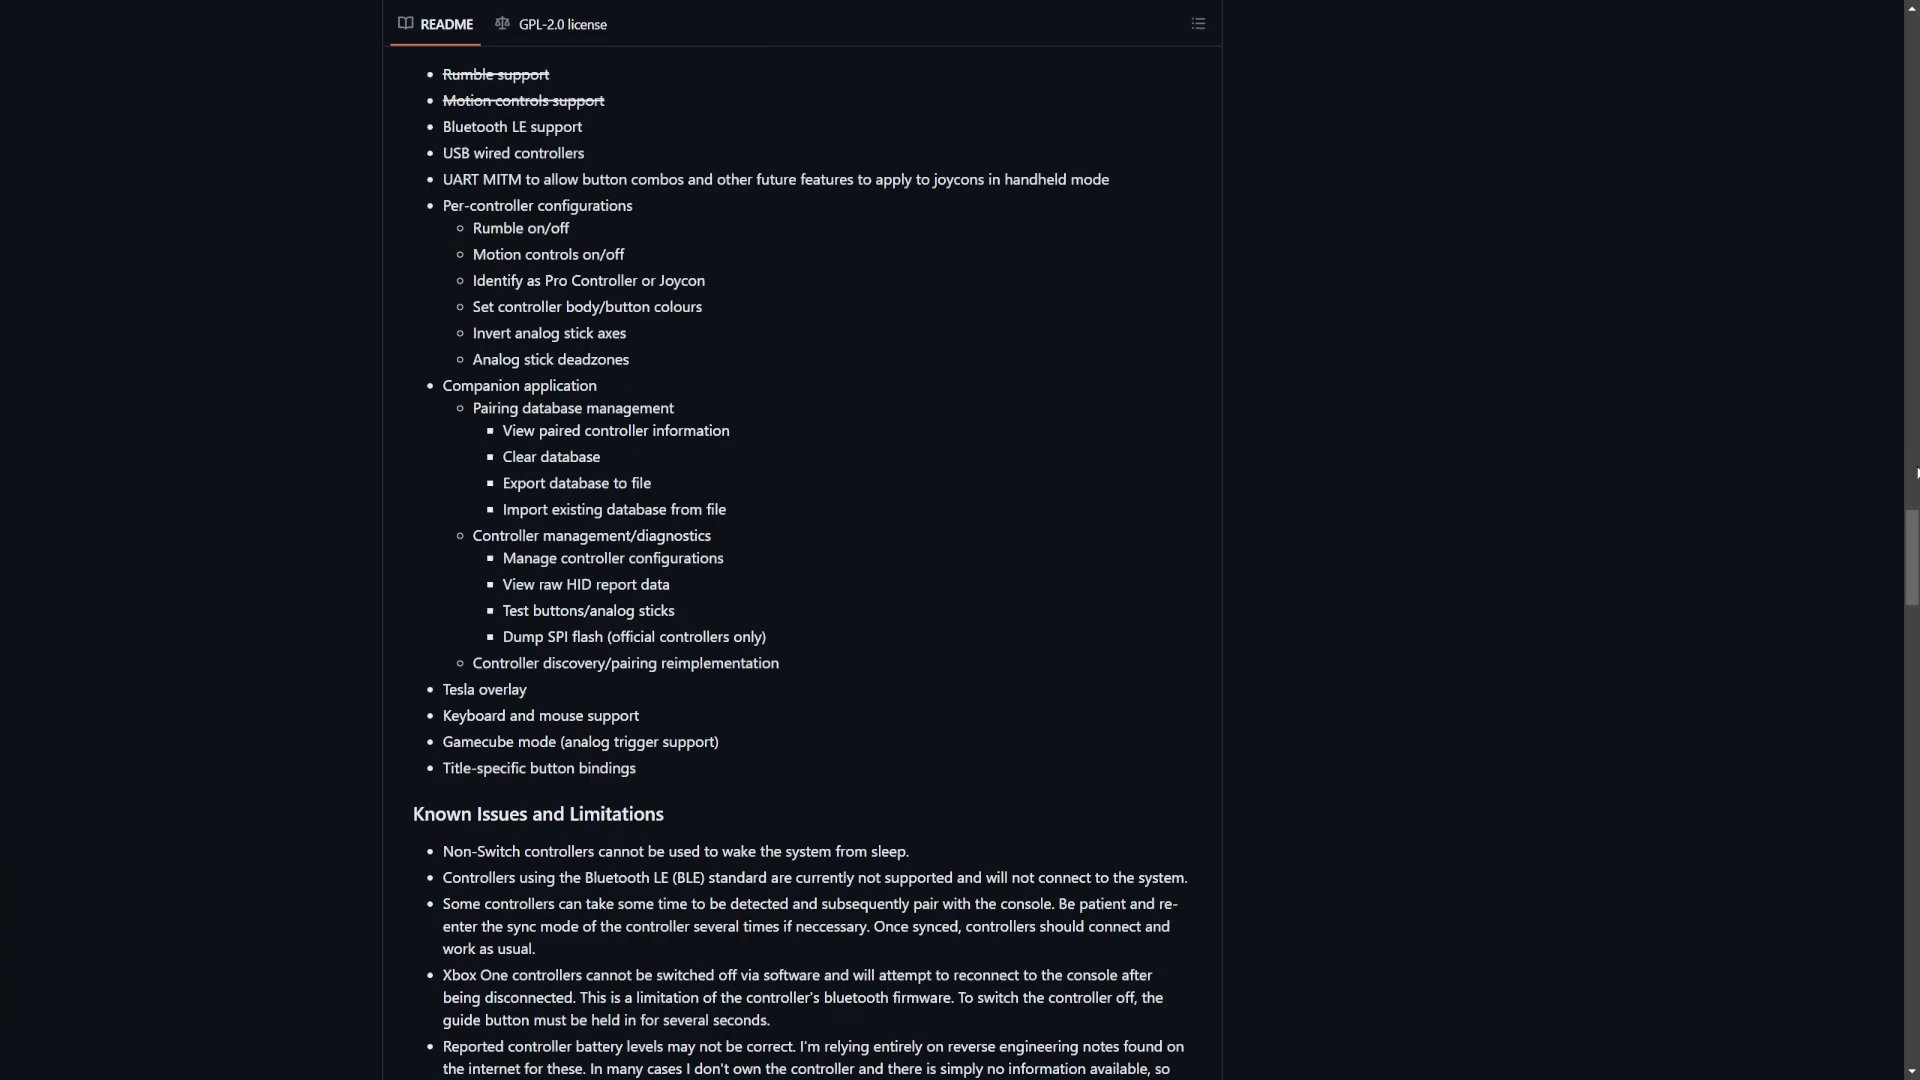 README
GPL-2.0 license
Rumble support
Motion controls support
Bluetooth LE support
USB wired controllers
UART MITM to allow button combos and other future features to apply to joycons in handheld mode
Per-controller configurations
Rumble on/off
Motion controls on/off
Identify as Pro Controller or Joycon
Set controller body/button colours
Invert analog stick axes
Analog stick deadzones
Companion application
Pairing database management
View paired controller information
Clear database
Export database to file
Import existing database from file
Controller management/diagnostics
Manage controller configurations
View raw HID report data
Test buttons/analog sticks
Dump SPI flash (official controllers only)
Controller discovery/pairing reimplementation
Tesla overlay
Keyboard and mouse support
Gamecube mode (analog trigger support)
Title-specific button bindings
Known Issues and Limitations
Non-Switch controllers cannot be used to wake the system from sleep.
Controllers using the Bluetooth LE (BLE) standard are currently not supported and will not connect to the system.
Some controllers can take some time to be detected and subsequently pair with the console. Be patient and re-
enter the sync mode of the controller several times if neccessary. Once synced, controllers should connect and
work as usual.
Xbox One controllers cannot be switched off via software and will attempt to reconnect to the console after
being disconnected. This is a limitation of the controller's bluetooth firmware. To switch the controller off, the
guide button must be held in for several seconds.
Reported controller battery levels may not be correct. I'm relying entirely on reverse engineering notes found on
the internet for these. In many cases I don't own the controller and there is simply no information available, so